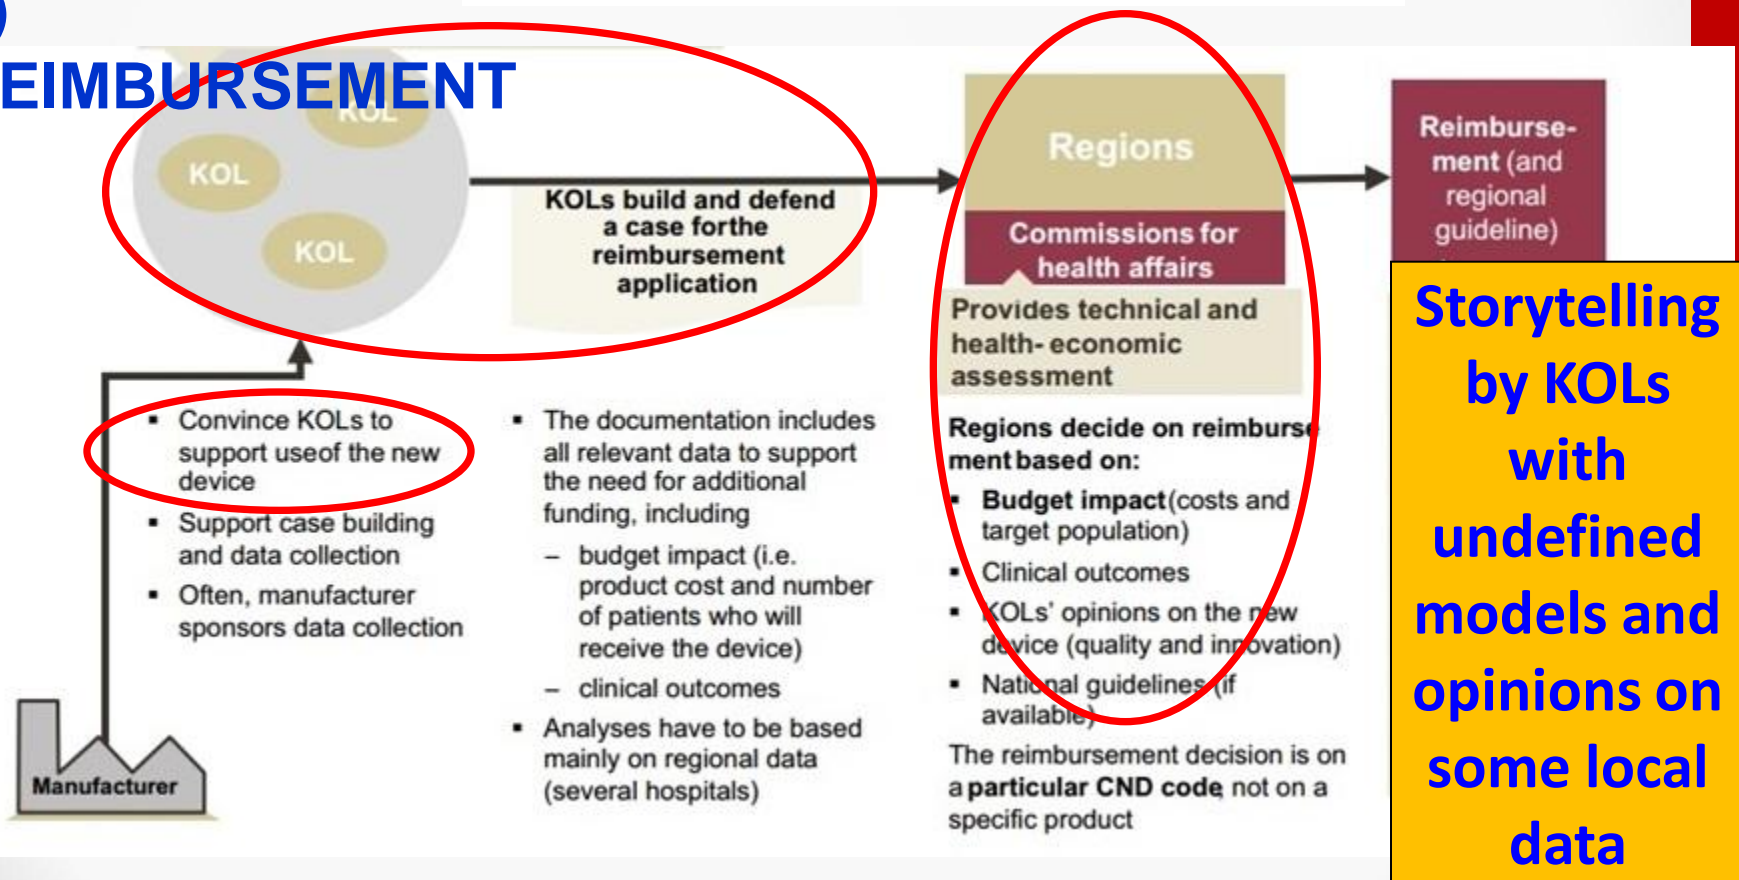 EIMBURSEMENT
KOL
KOL
KOL
KOLs build and defend
a case forthe
reimbursement
application
Regions
Commissions for
health affairs
Provides technical and
health- economic
assessment
Reimburse-
ment (and
regional
guideline)
Convince KOLs to
support useof the new
device
Support case building
and data collection
Often, manufacturer
sponsors data collection
Manufacturer
The documentation includes
all relevant data to support
the need for additional
funding, including
– budget impact (i.e.
product cost and number
of patients who will
receive the device)
– clinical outcomes
Analyses have to be based
mainly on regional data
(several hospitals)
Regions decide on reimburse
ment based on:
Budget impact (costs and
target population)
Clinical outcomes
KOLs' opinions on the new
device (quality and innovation)
National guidelines (if
available)
The reimbursement decision is on
a particular CND code not on a
specific product
Storytelling
by KOLs
with
undefined
models and
opinions on
some local
data